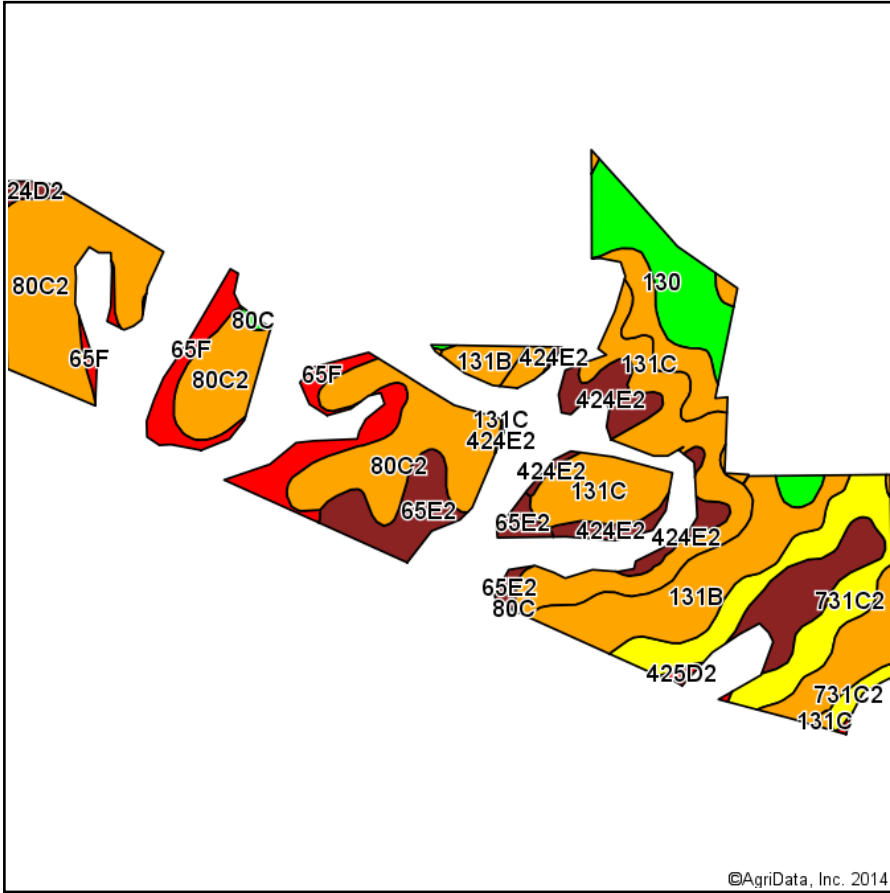 24D2
130
80C2
80C
131B
424E2
65F
65F
131C
80C2
65F
424E2
131C
424E2
80C2
424E2
131C
65E2
65E2
424E2
424E2
65E2
131B
731C2
80C
425D2
731C2
131C
©AgriData, Inc. 2014